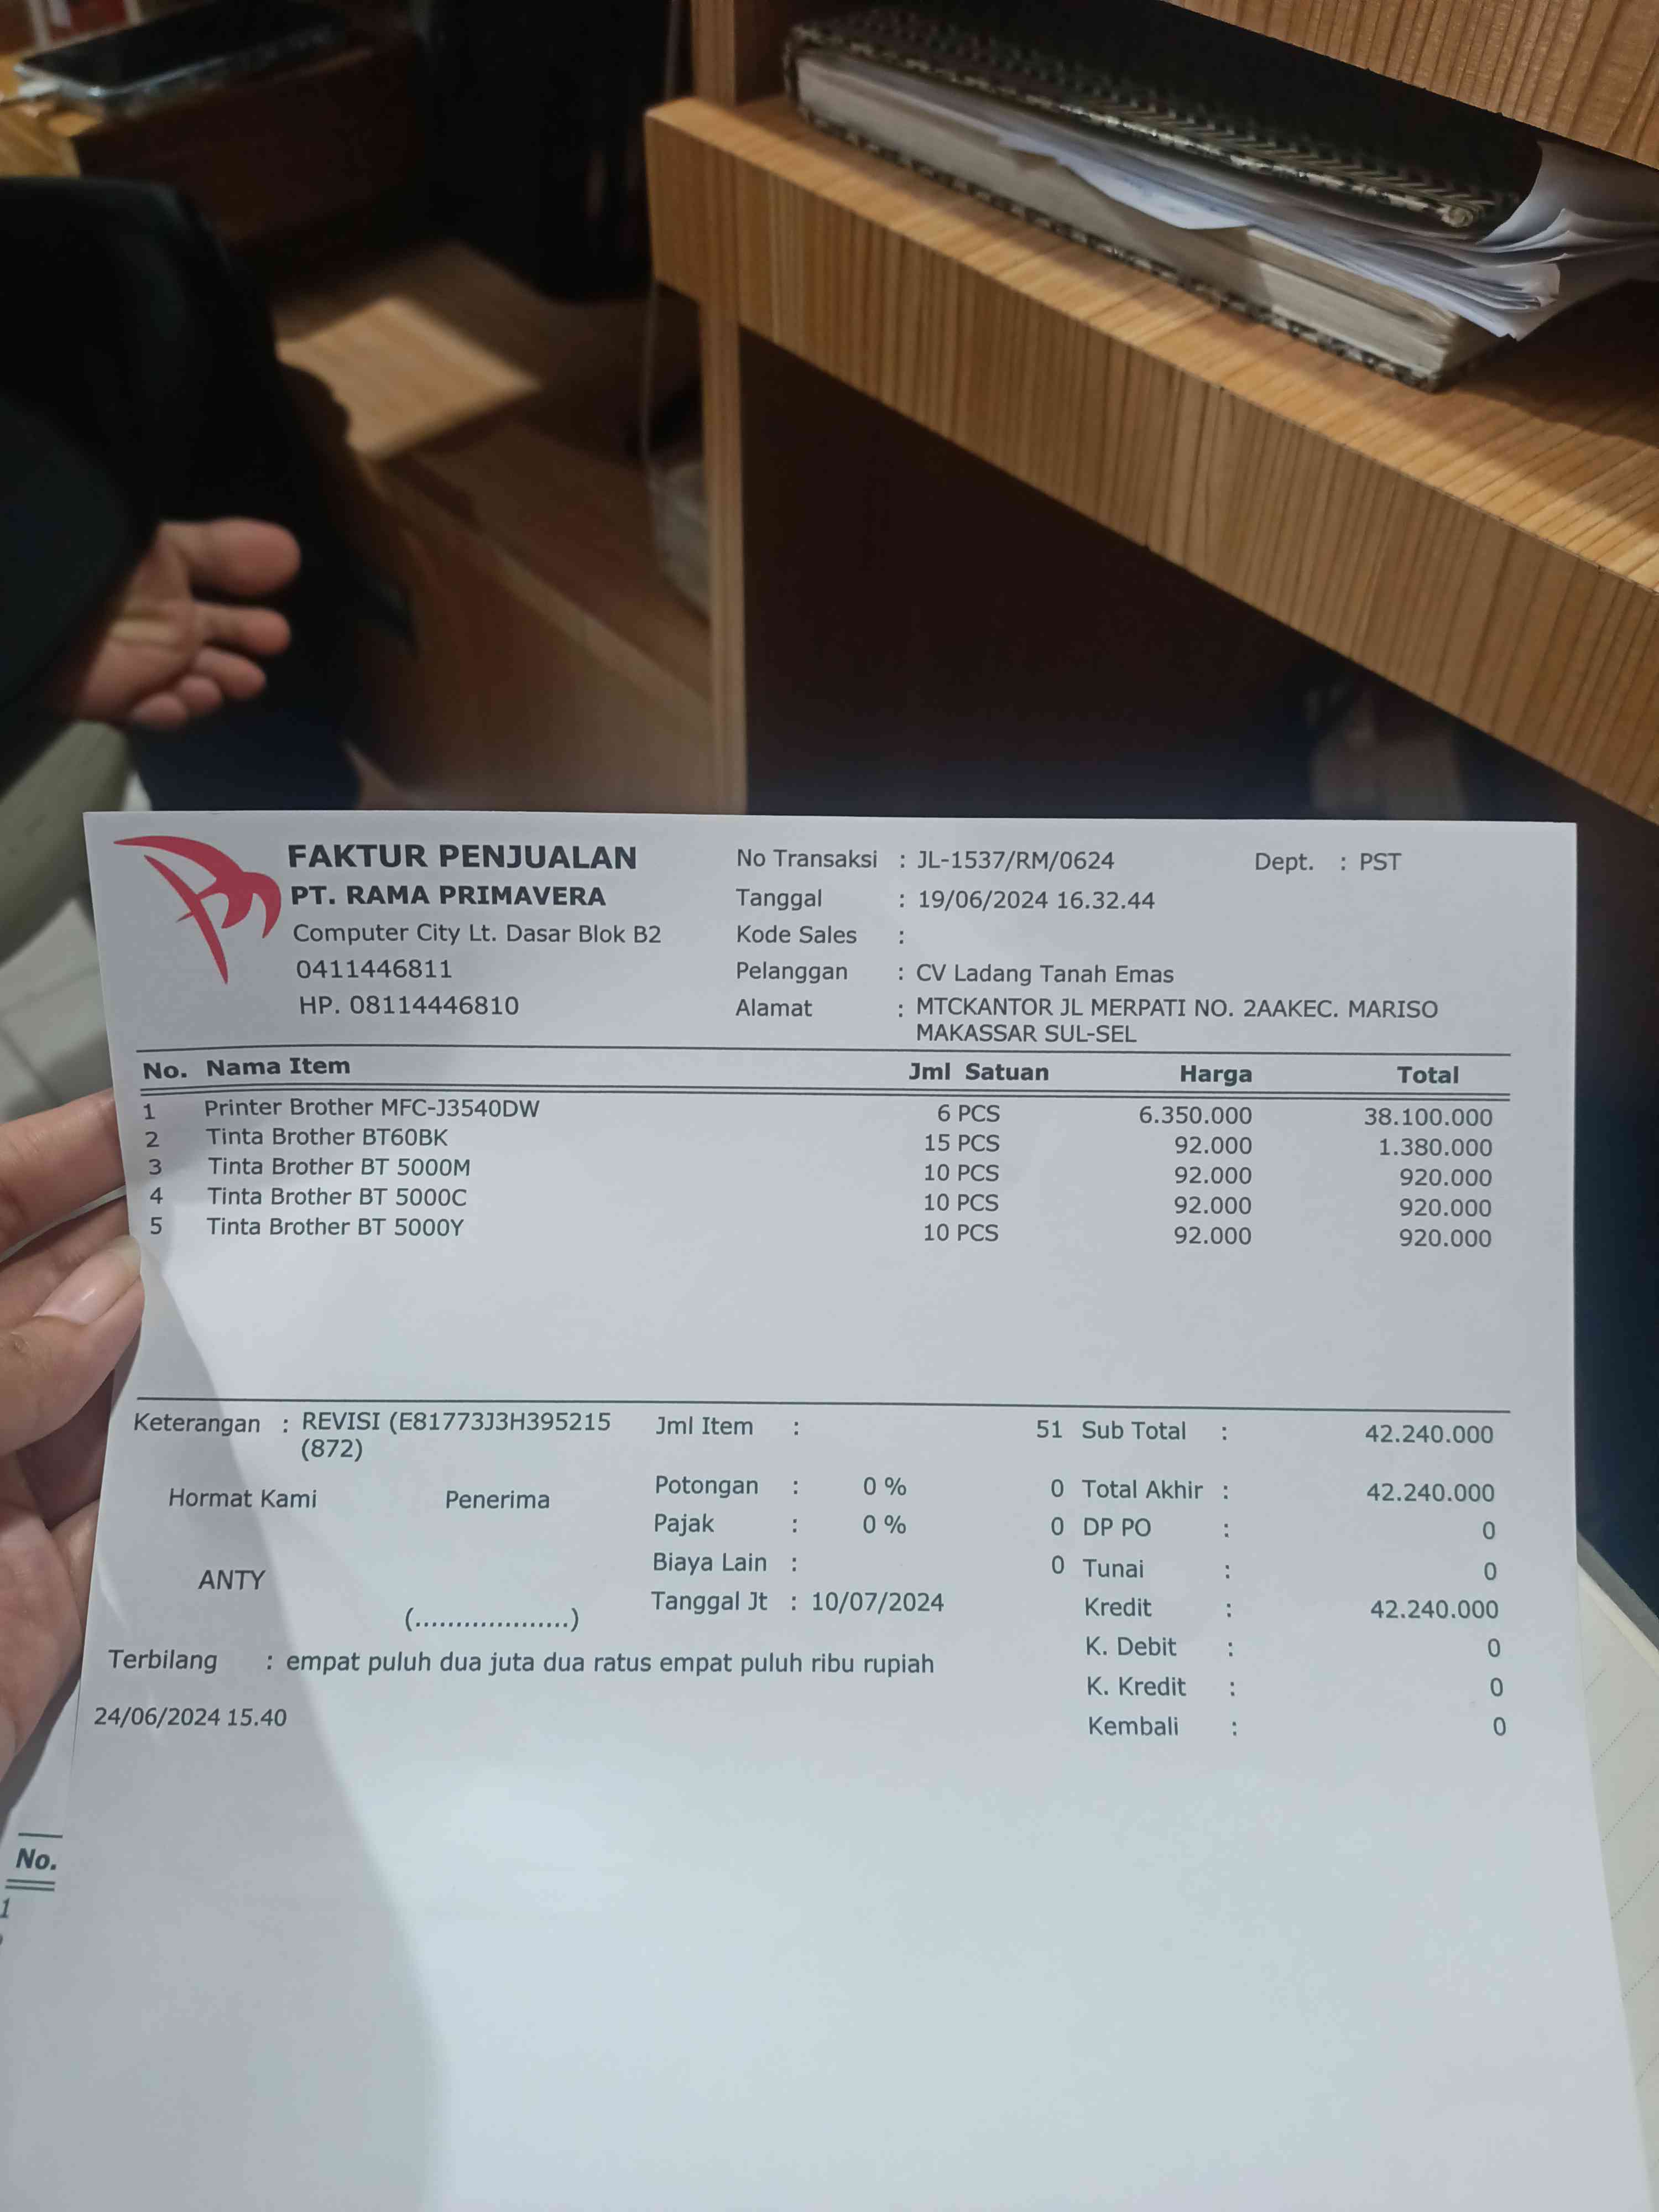 FAKTUR PENJUALAN
PT. RAMA PRIMAVERA
Computer City Lt. Dasar Blok B2
0411446811
HP. 08114446810
No Transaksi : JL-1537/RM/0624 Dept. : PST
Tanggal : 19/06/2024 16.32.44
Kode Sales :
Pelanggan : CV Ladang Tanah Emas
Alamat : MTCKANTOR JL MERPATI NO. 2AAKEC. MARISO
MAKASSAR SUL-SEL
No. Nama Item Jml Satuan Harga Total
1 Printer Brother MFC-J3540DW 6 PCS 6.350.000 38.100.000
2 Tinta Brother BT60BK 15 PCS 92.000 1.380.000
3 Tinta Brother BT 5000M 10 PCS 92.000 920.000
4 Tinta Brother BT 5000C 10 PCS 92.000 920.000
5 Tinta Brother BT 5000Y 10 PCS 92.000 920.000
Keterangan : REVISI (E81773J3H395215
(872)
Hormat Kami Penerima
ANTY
(...................)
Jml Item : 51
Potongan : 0 % 0
Pajak : 0 % 0
Biaya Lain : 0
Tanggal Jt : 10/07/2024
Sub Total : 42.240.000
Total Akhir : 42.240.000
DP PO : 0
Tunai : 0
Kredit : 42.240.000
K. Debit : 0
K. Kredit : 0
Kembali : 0
Terbilang : empat puluh dua juta dua ratus empat puluh ribu rupiah
24/06/2024 15.40
No.
1